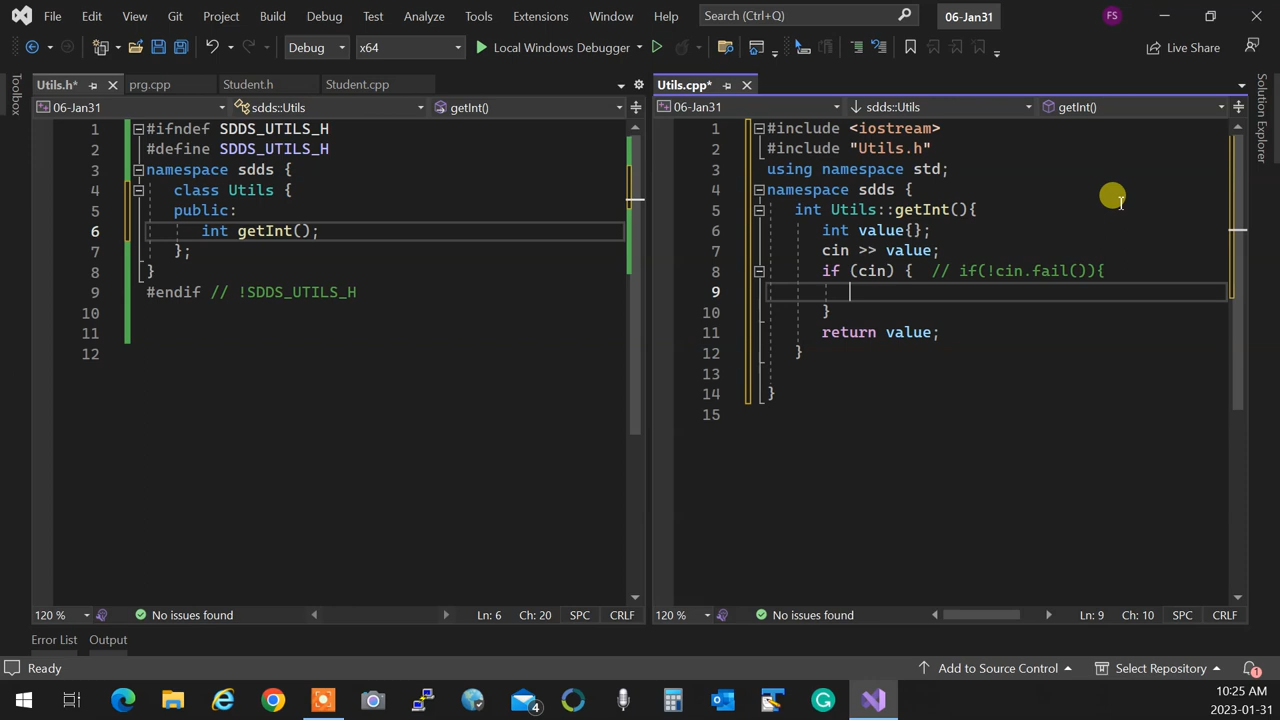 File Edit View Git Project Build Debug Test Analyze Tools Extensions Window Help Search (Ctrl+Q) 06-Jan31 FS
Debug x64 Local Windows Debugger Live Share
Toolbox
Utils.h* prg.cpp Student.h Student.cpp
06-Jan31 sdds::Utils getInt()
1 #ifndef SDDS_UTILS_H
2 #define SDDS_UTILS_H
3 namespace sdds {
4 class Utils {
5 public:
6 int getInt();
7 };
8 }
9 #endif // !SDDS_UTILS_H
10
11
12
120 % No issues found Ln: 6 Ch: 20 SPC CRLF
Utils.cpp*
06-Jan31 sdds::Utils getInt()
1 #include <iostream>
2 #include "Utils.h"
3 using namespace std;
4 namespace sdds {
5 int Utils::getInt(){
6 int value{};
7 cin >> value;
8 if (cin) { // if(!cin.fail()){
9
10 }
11 return value;
12 }
13
14 }
15
120 % No issues found Ln: 9 Ch: 10 SPC CRLF
Solution Explorer
Error List Output
Ready Add to Source Control Select Repository 1
4
10:25 AM
2023-01-31